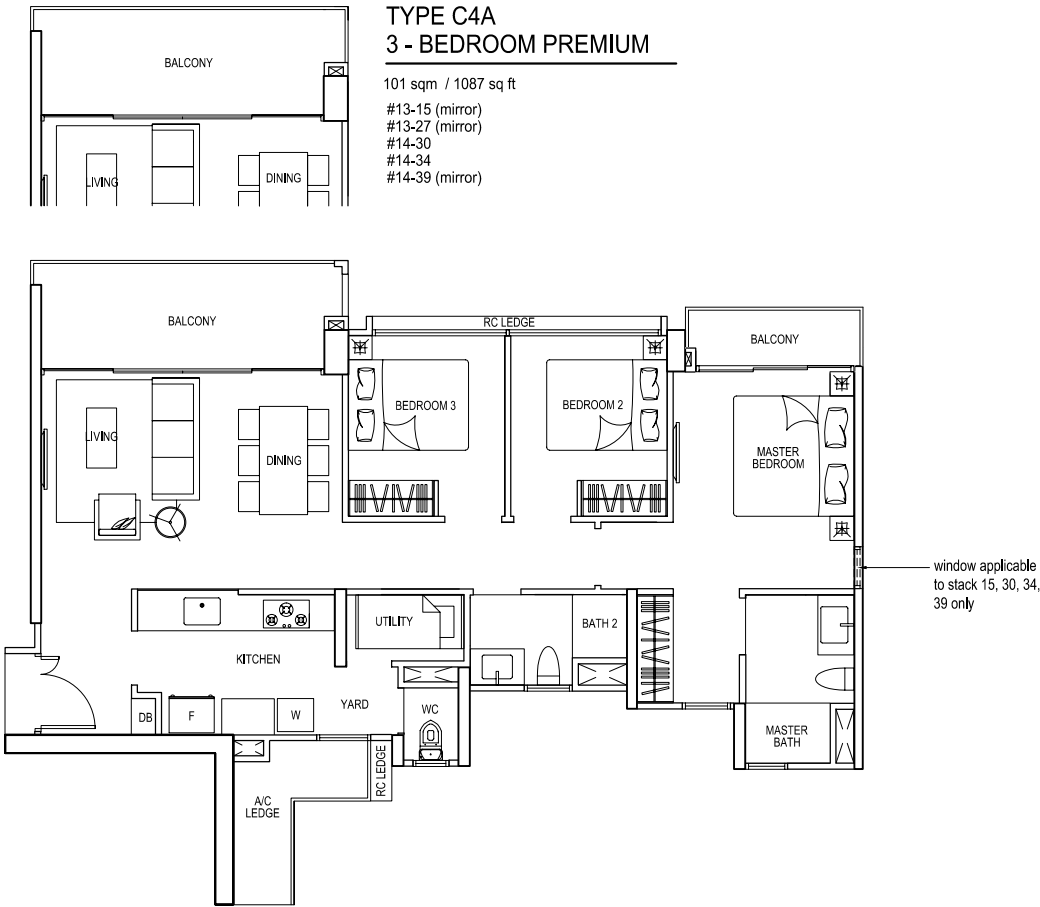 TYPE C4A
3 - BEDROOM PREMIUM
101 sqm / 1087 sq ft
#13-15 (mirror)
#13-27 (mirror)
#14-30
#14-34
#14-39 (mirror)
BALCONY
LIVING
DINING
BALCONY
RC LEDGE
BALCONY
BEDROOM 3
BEDROOM 2
LIVING
DINING
MASTER
BEDROOM
window applicable
to stack 15, 30, 34,
39 only
UTILITY
BATH 2
KITCHEN
YARD
DB
F
W
WC
MASTER
BATH
RC LEDGE
A/C
LEDGE